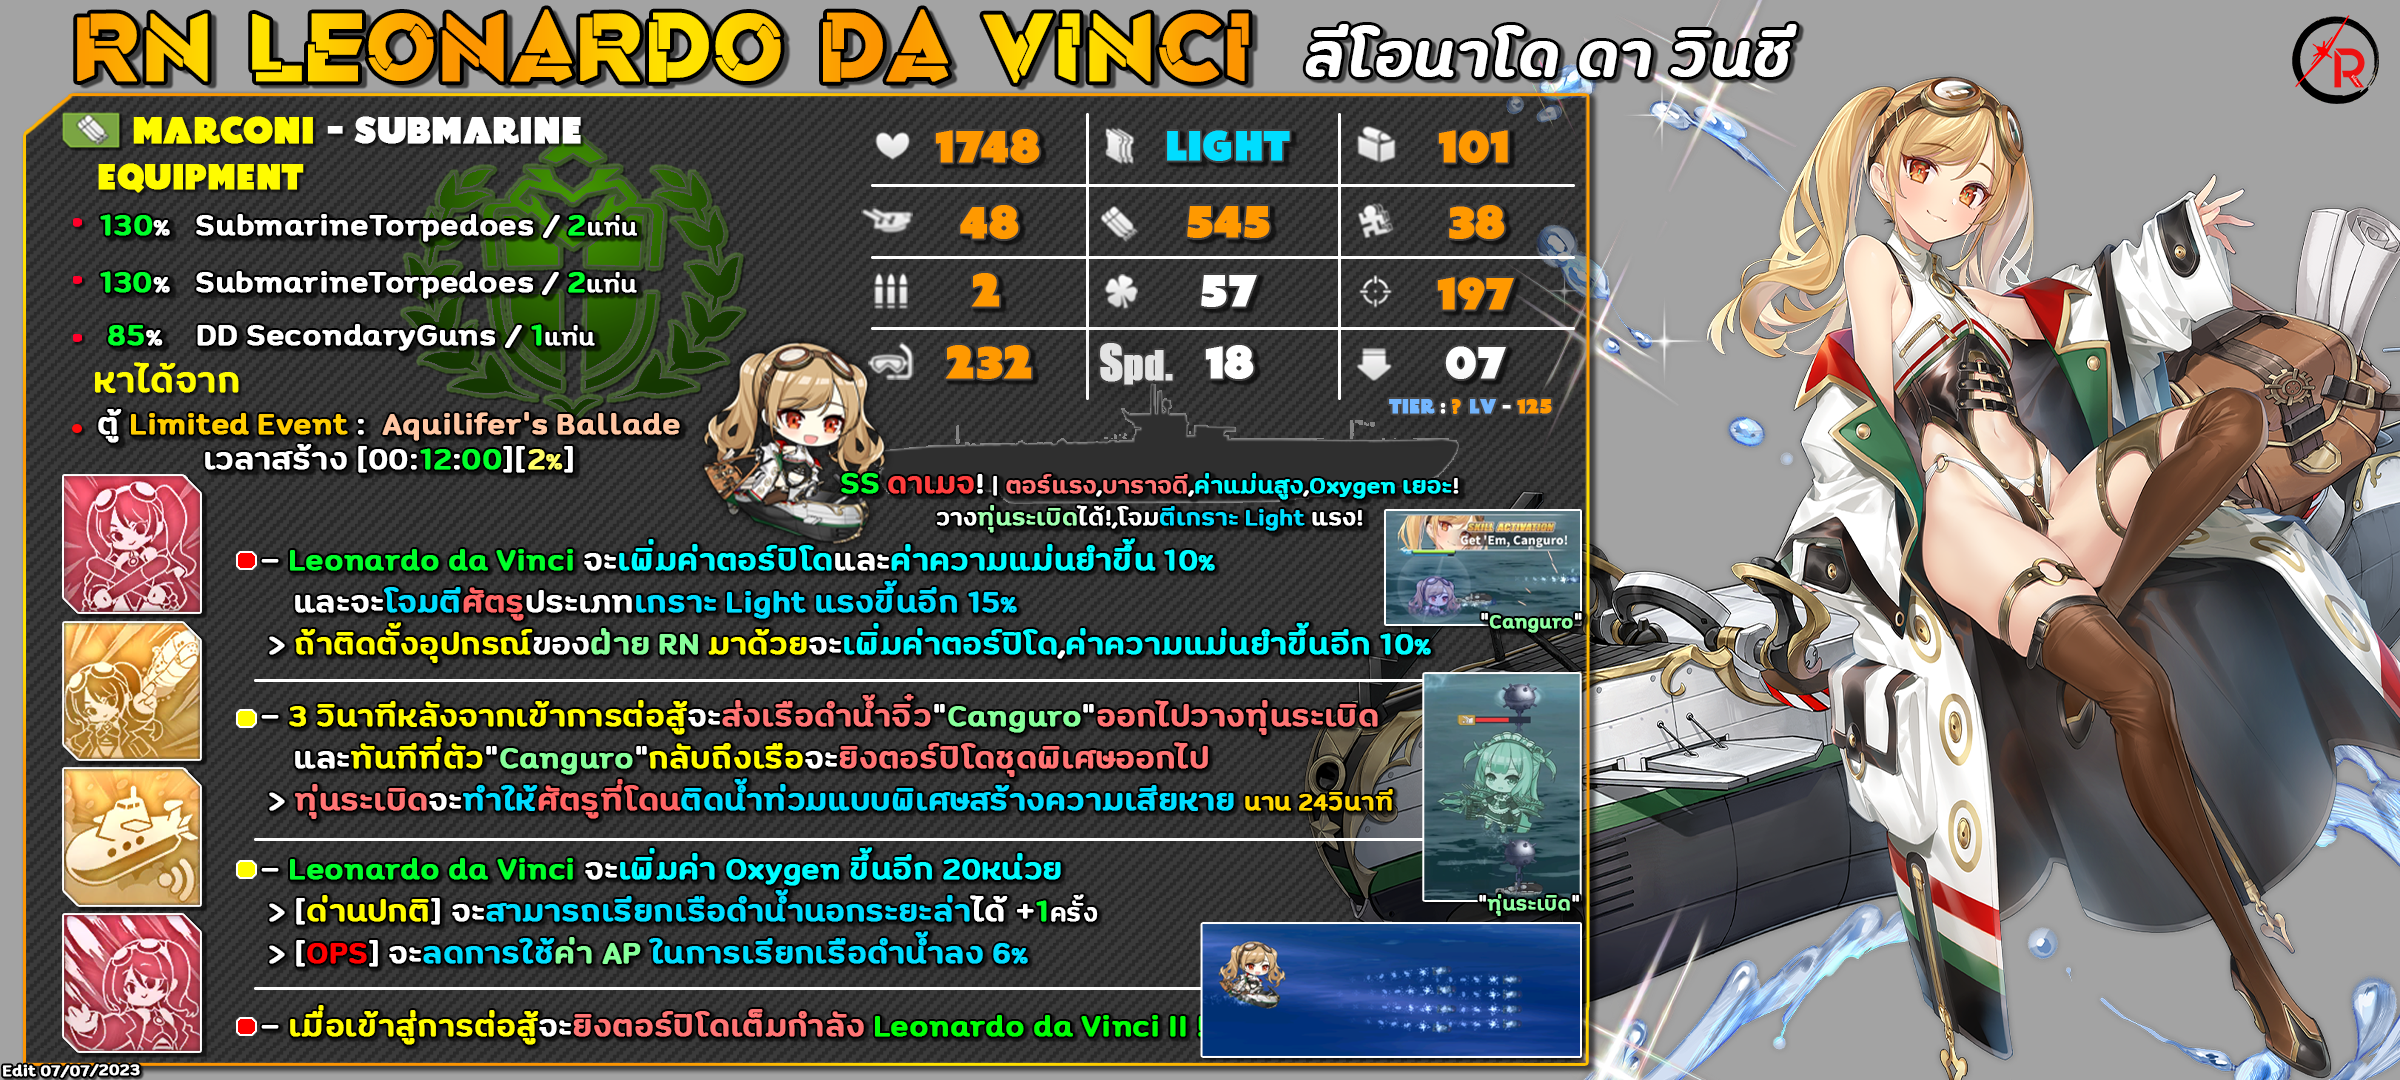 RN LEONARDO DA VINCI ลีโอนาโด ดา วินชี
MARCONI - SUBMARINE
EQUIPMENT
130% SubmarineTorpedoes / 2แท่น
130% SubmarineTorpedoes / 2แท่น
85% DD SecondaryGuns / 1แท่น
หาได้จาก
ตู้ Limited Event : Aquilifer's Ballade
เวลาสร้าง [00:12:00][2%]
1748 LIGHT 101
48 545 38
2 57 197
232 Spd. 18 07
TIER : ? LV - 125
SS ดาเมจ! | ตอร์แรง,บาราจดี,ค่าแม่นสูง,Oxygen เยอะ!
วางทุ่นระเบิดได้!,โจมตีเกราะ Light แรง!
– Leonardo da Vinci จะเพิ่มค่าตอร์ปิโดและค่าความแม่นยำขึ้น 10%
และจะโจมตีศัตรูประเภทเกราะ Light แรงขึ้นอีก 15%
> ถ้าติดตั้งอุปกรณ์ของฝ่าย RN มาด้วยจะเพิ่มค่าตอร์ปิโด,ค่าความแม่นยำขึ้นอีก 10%
SKILL ACTIVATION
Get 'Em, Canguro!
"Canguro"
– 3 วินาทีหลังจากเข้าการต่อสู้จะส่งเรือดำน้ำจิ๋ว"Canguro"ออกไปวางทุ่นระเบิด
และทันทีที่ตัว"Canguro"กลับถึงเรือจะยิงตอร์ปิโดชุดพิเศษออกไป
> ทุ่นระเบิดจะทำให้ศัตรูที่โดนติดน้ำท่วมแบบพิเศษสร้างความเสียหาย นาน 24วินาที
"ทุ่นระเบิด"
– Leonardo da Vinci จะเพิ่มค่า Oxygen ขึ้นอีก 20หน่วย
> [ด่านปกติ] จะสามารถเรียกเรือดำน้ำนอกระยะล่าได้ +1ครั้ง
> [OPS] จะลดการใช้ค่า AP ในการเรียกเรือดำน้ำลง 6%
– เมื่อเข้าสู่การต่อสู้จะยิงตอร์ปิโดเต็มกำลัง Leonardo da Vinci II !
Edit 07/07/2023
R